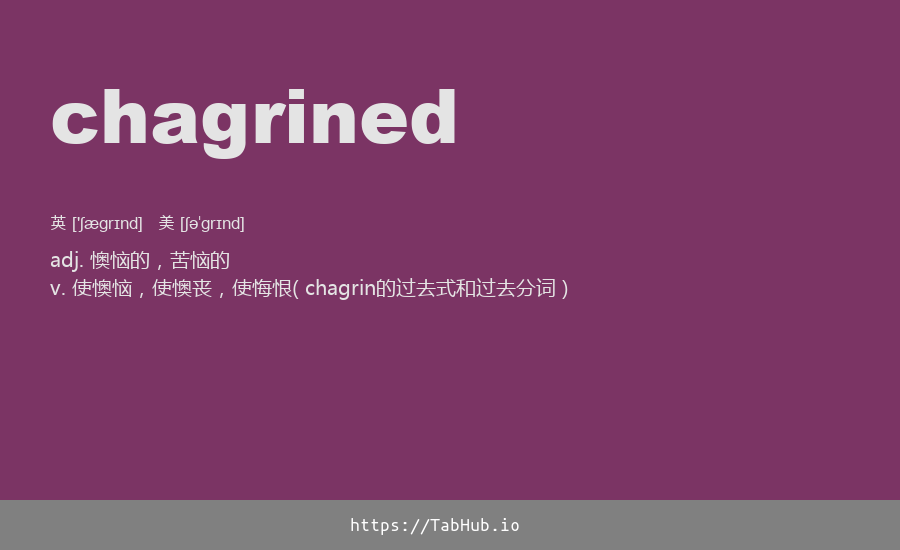 chagrined
英 ['ʃægrɪnd] 美 [ʃəˈgrɪnd]
adj. 懊恼的，苦恼的
v. 使懊恼，使懊丧，使悔恨( chagrin的过去式和过去分词 )
https://TabHub.io